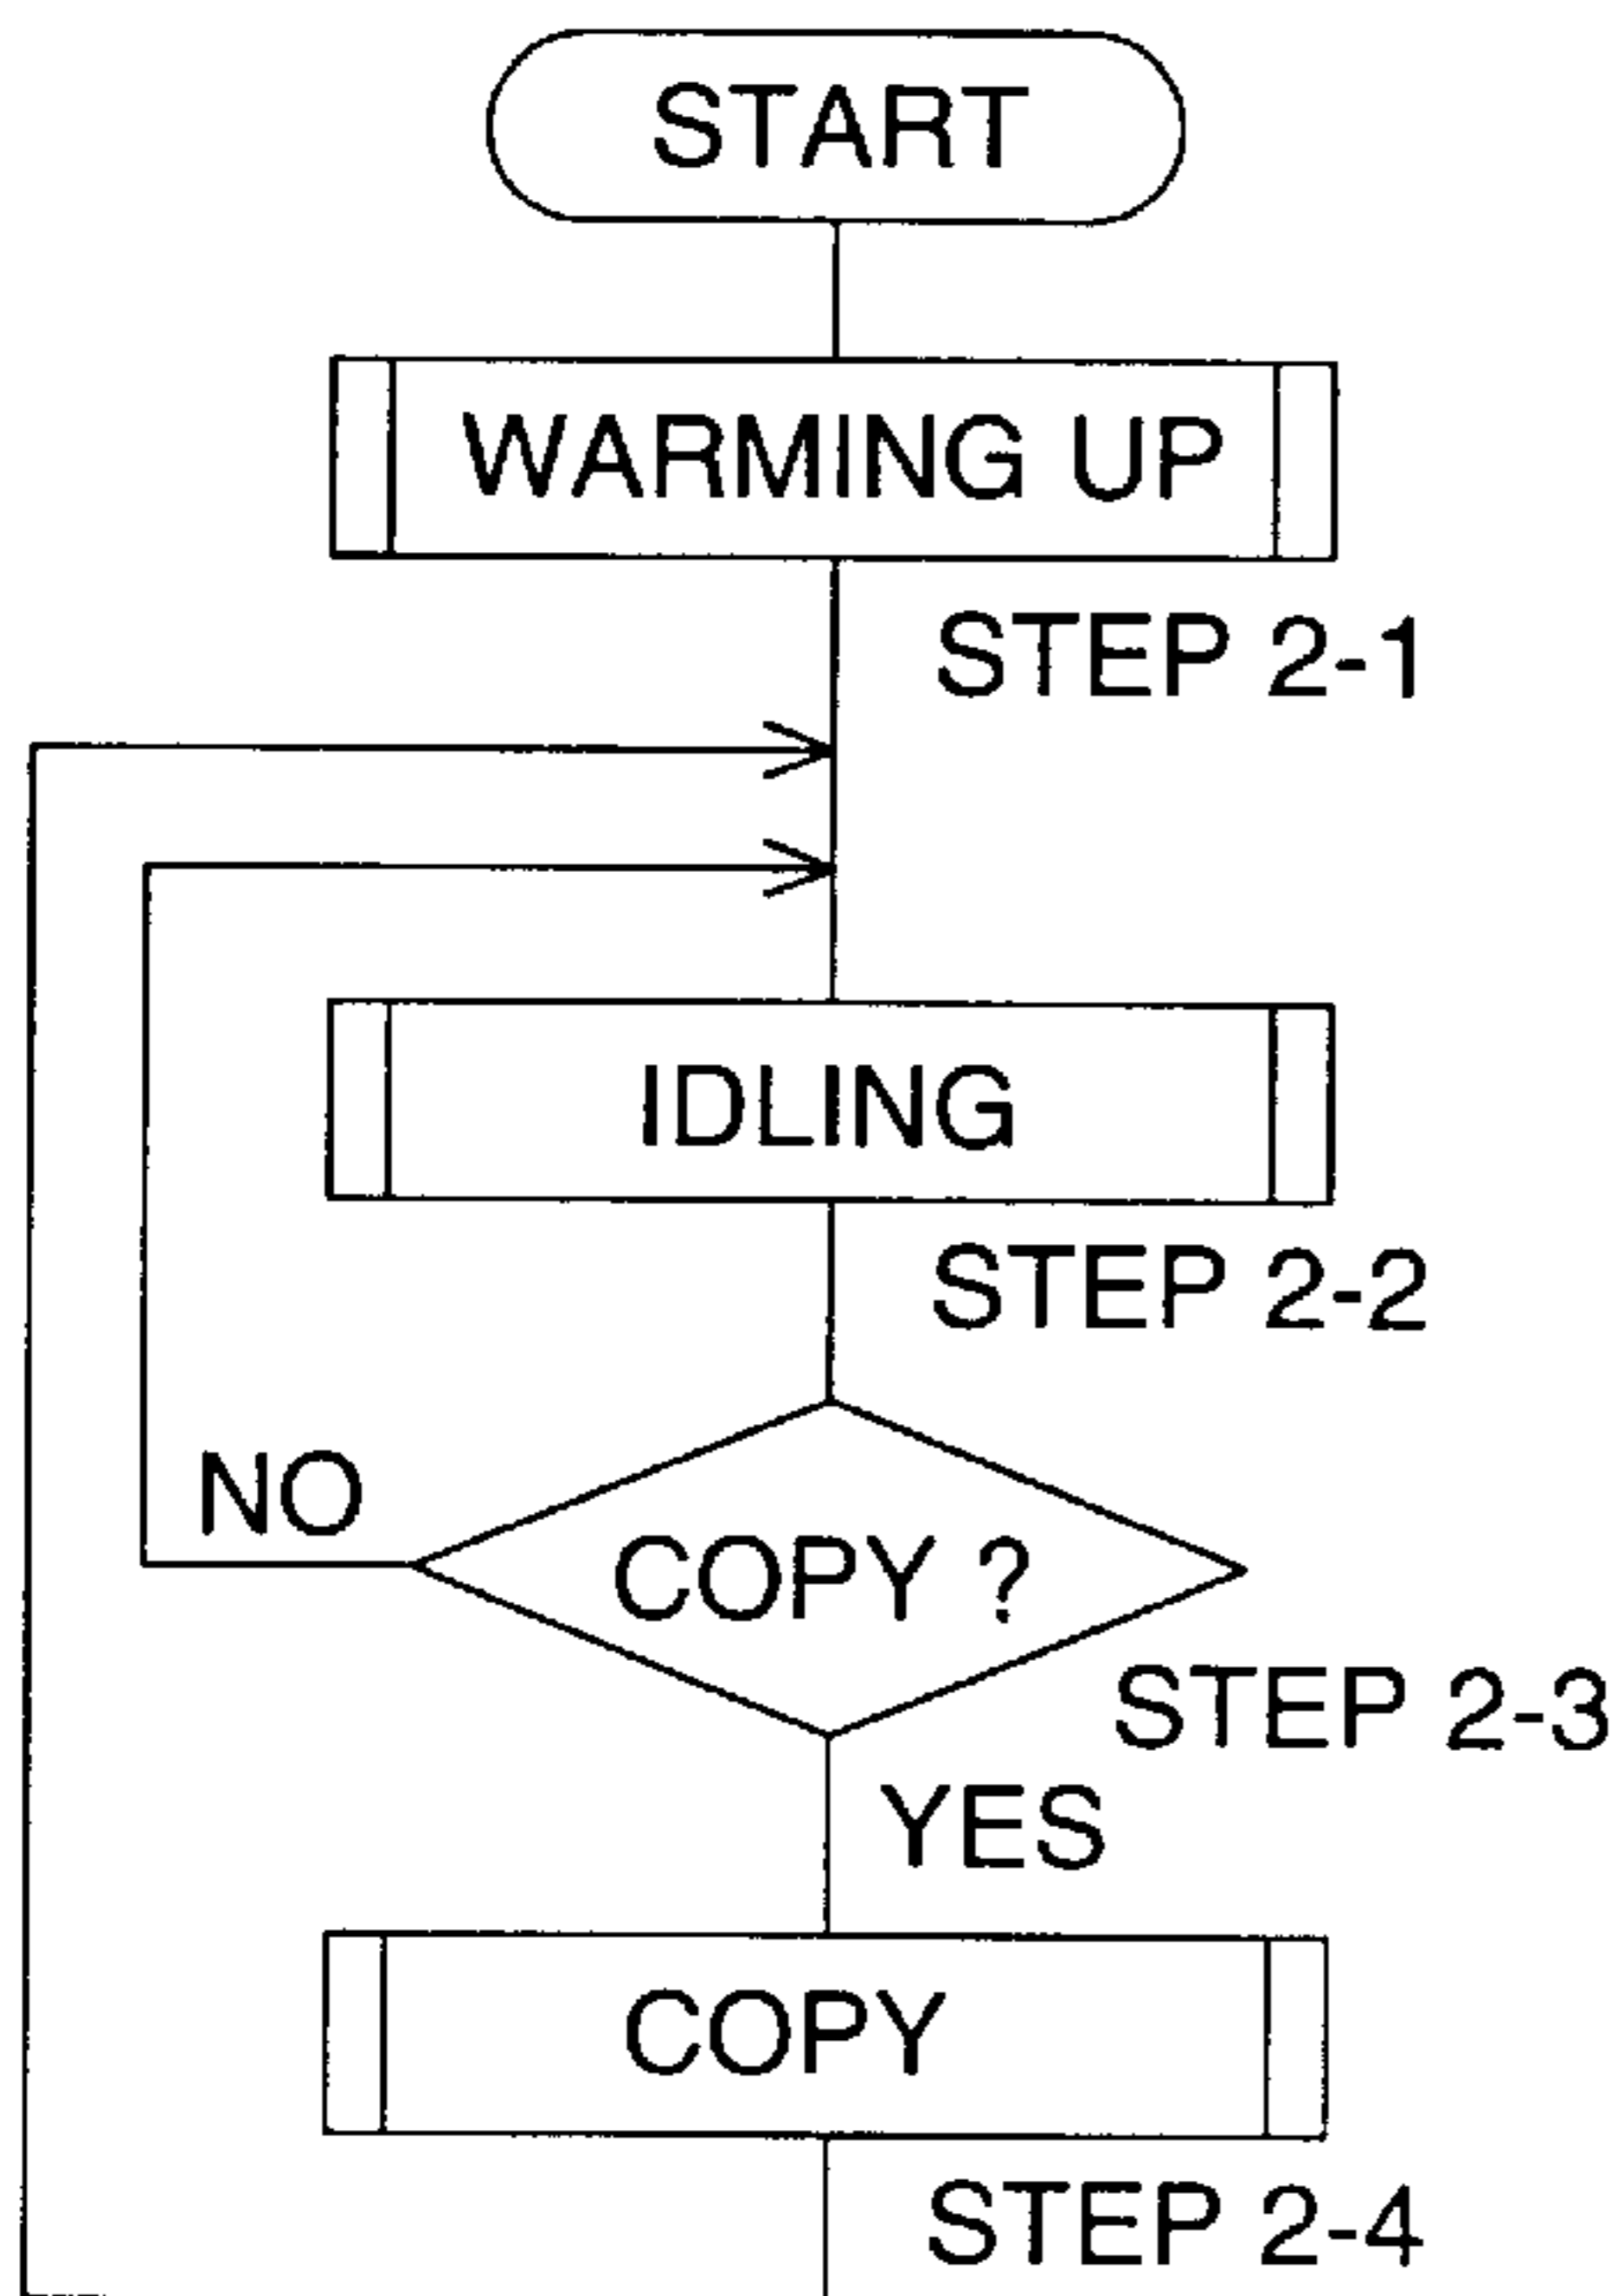 START
WARMING UP
STEP 2-1
IDLING
STEP 2-2
NO
COPY ?
STEP 2-3
YES
COPY
STEP 2-4